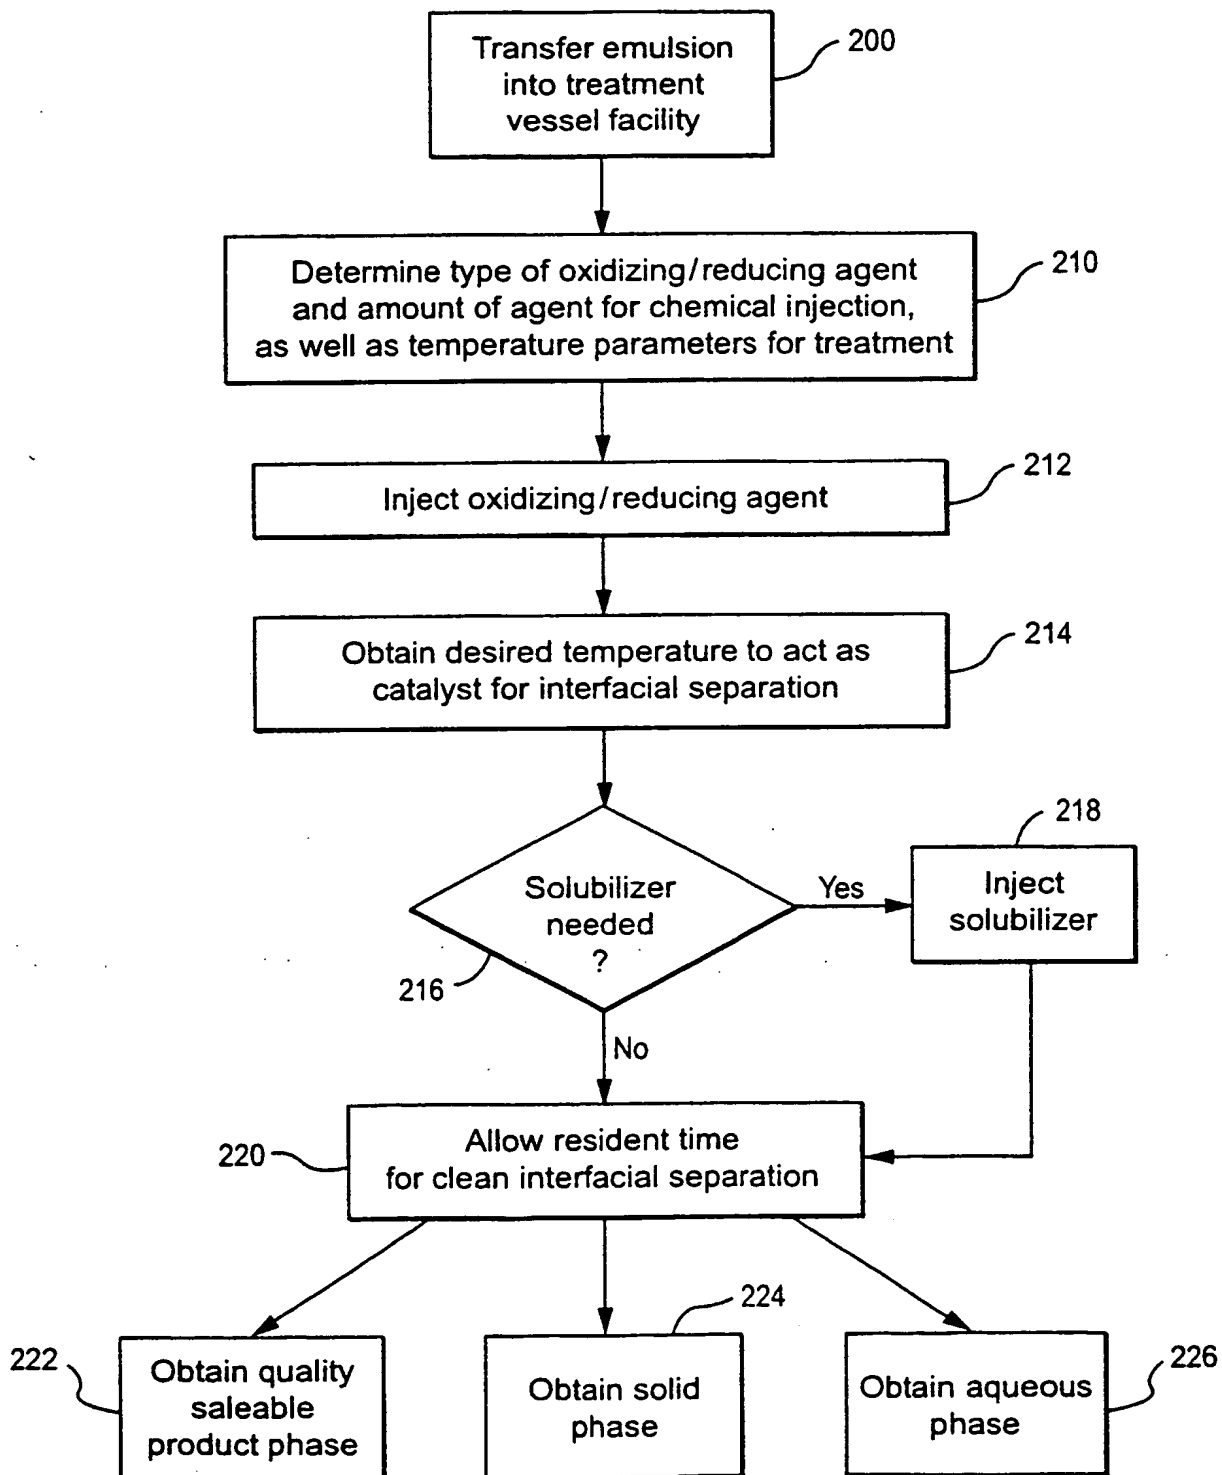 Transfer emulsion
into treatment
vessel facility
200
Determine type of oxidizing/reducing agent
and amount of agent for chemical injection,
as well as temperature parameters for treatment
210
Inject oxidizing/reducing agent
212
Obtain desired temperature to act as
catalyst for interfacial separation
214
Solubilizer
needed
?
216
Yes
Inject
solubilizer
218
No
Allow resident time
for clean interfacial separation
220
Obtain quality
saleable
product phase
222
Obtain solid
phase
224
Obtain aqueous
phase
226